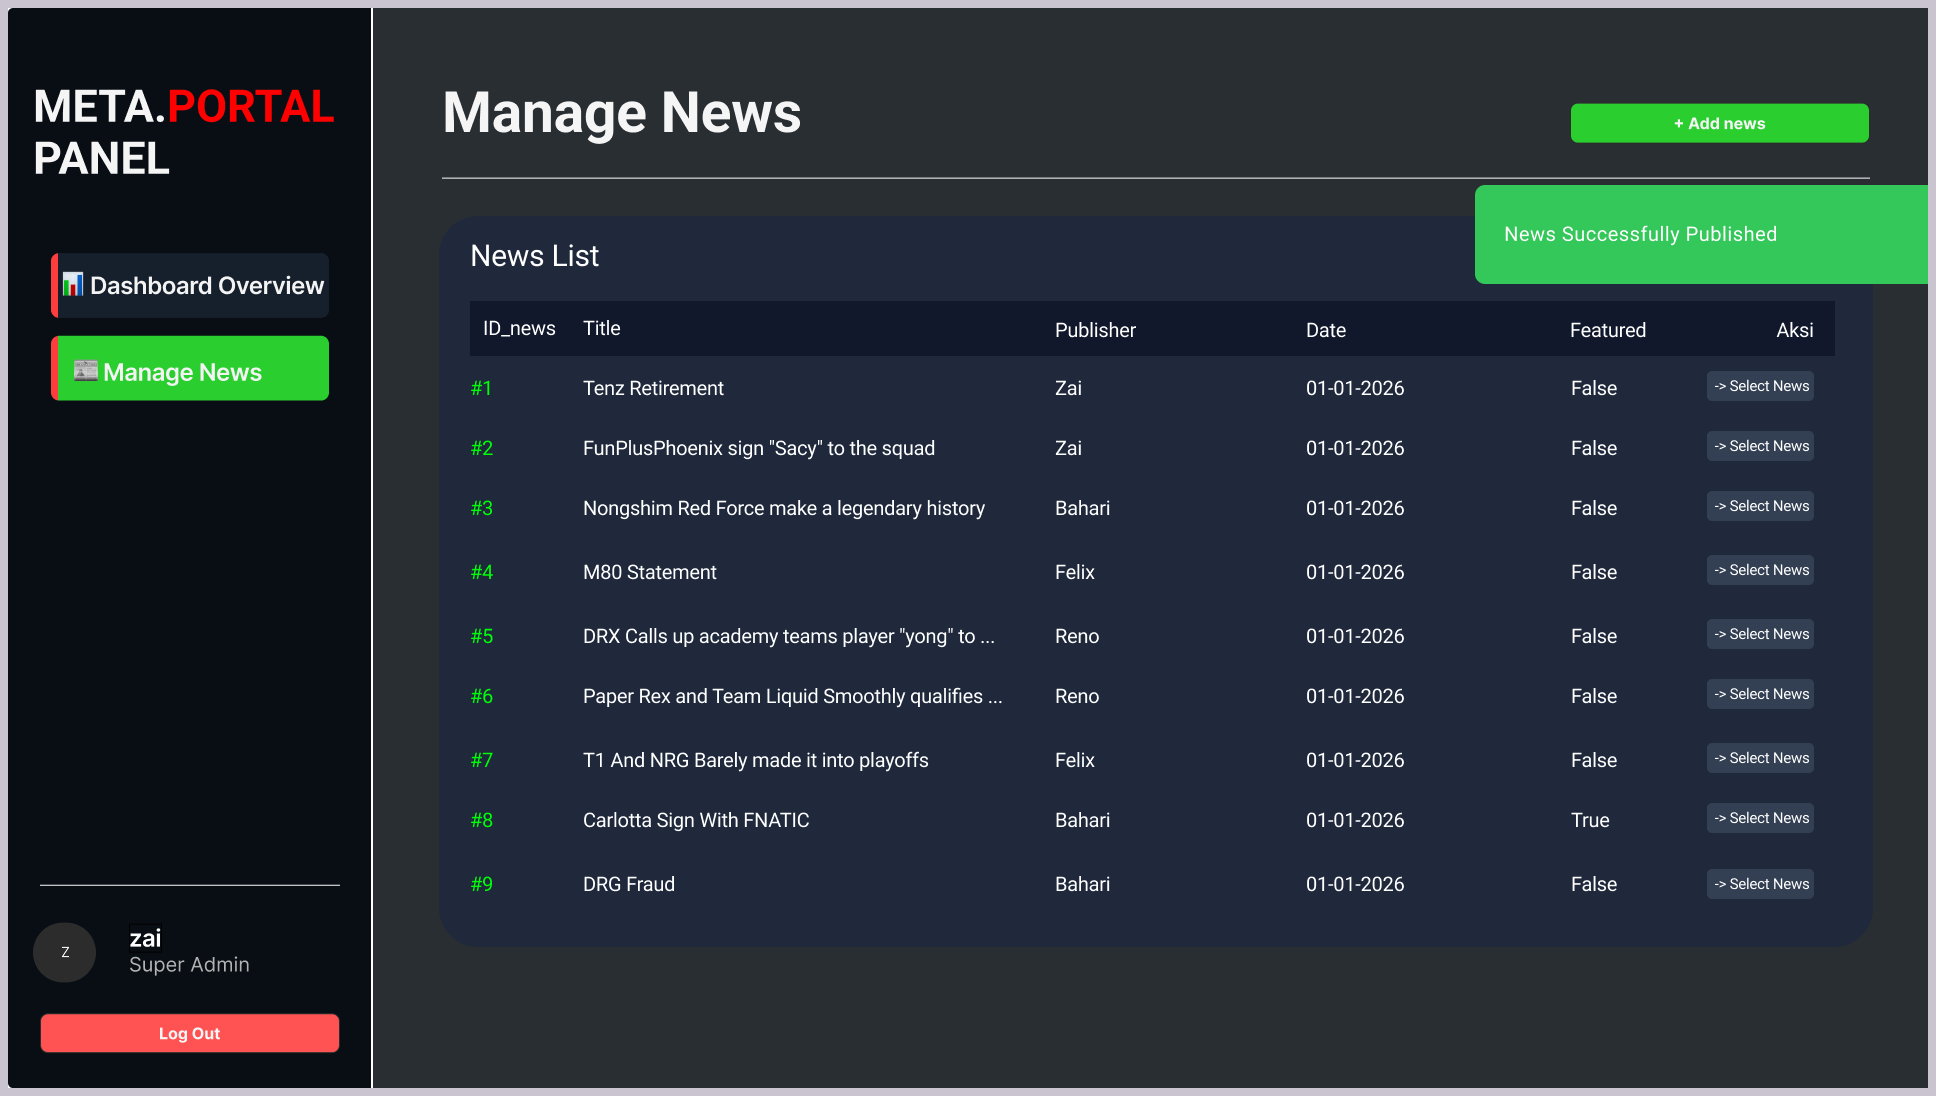 META.PORTAL
PANEL
Dashboard Overview
Manage News
zai
Z
Super Admin
Log Out
Manage News
+ Add news
News Successfully Published
News List
ID_news Title Publisher Date Featured Aksi
#1 Tenz Retirement Zai 01-01-2026 False -> Select News
#2 FunPlusPhoenix sign "Sacy" to the squad Zai 01-01-2026 False -> Select News
#3 Nongshim Red Force make a legendary history Bahari 01-01-2026 False -> Select News
#4 M80 Statement Felix 01-01-2026 False -> Select News
#5 DRX Calls up academy teams player "yong" to ... Reno 01-01-2026 False -> Select News
#6 Paper Rex and Team Liquid Smoothly qualifies ... Reno 01-01-2026 False -> Select News
#7 T1 And NRG Barely made it into playoffs Felix 01-01-2026 False -> Select News
#8 Carlotta Sign With FNATIC Bahari 01-01-2026 True -> Select News
#9 DRG Fraud Bahari 01-01-2026 False -> Select News